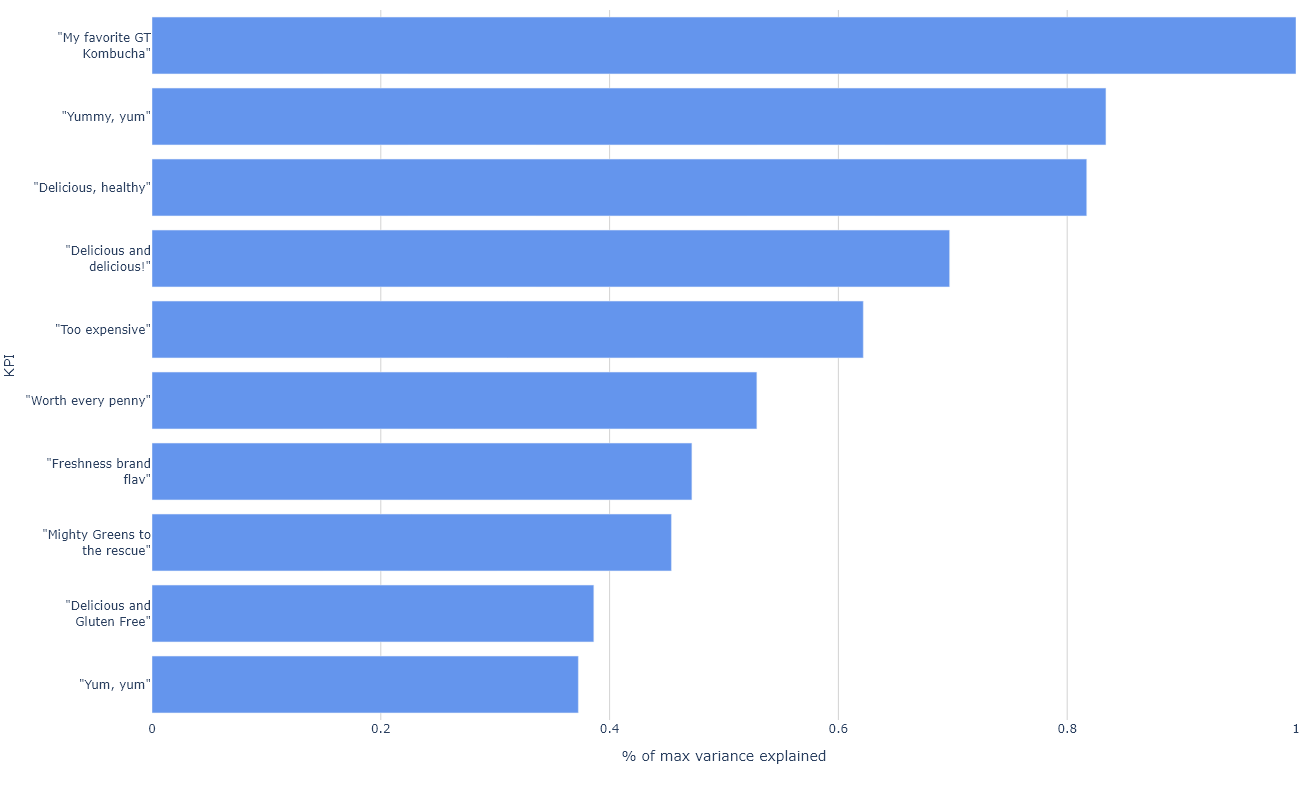 "My favorite GT
Kombucha"
"Yummy, yum"
"Delicious, healthy"
"Delicious and
delicious!"
"Too expensive"
KPI
"Worth every penny"
"Freshness brand
flav"
"Mighty Greens to
the rescue"
"Delicious and
Gluten Free"
"Yum, yum"
0 0.2 0.4 0.6 0.8 1
% of max variance explained